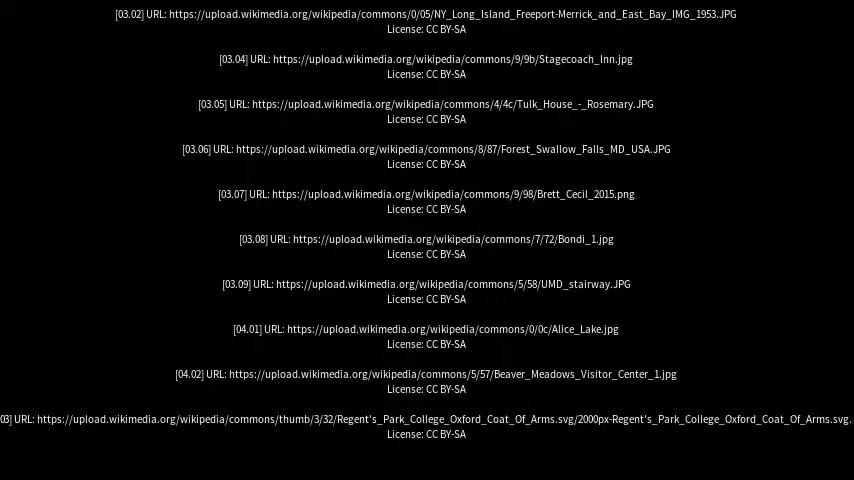 [03.02] URL: https://upload.wikimedia.org/wikipedia/commons/0/05/NY_Long_Island_Freeport-Merrick_and_East_Bay_IMG_1953.JPG
License: CC BY-SA
[03.04] URL: https://upload.wikimedia.org/wikipedia/commons/9/9b/Stagecoach_Inn.jpg
License: CC BY-SA
[03.05] URL: https://upload.wikimedia.org/wikipedia/commons/4/4c/Tulk_House_-_Rosemary.JPG
License: CC BY-SA
[03.06] URL: https://upload.wikimedia.org/wikipedia/commons/8/87/Forest_Swallow_Falls_MD_USA.JPG
License: CC BY-SA
[03.07] URL: https://upload.wikimedia.org/wikipedia/commons/9/98/Brett_Cecil_2015.png
License: CC BY-SA
[03.08] URL: https://upload.wikimedia.org/wikipedia/commons/7/72/Bondi_1.jpg
License: CC BY-SA
[03.09] URL: https://upload.wikimedia.org/wikipedia/commons/5/58/UMD_stairway.JPG
License: CC BY-SA
[04.01] URL: https://upload.wikimedia.org/wikipedia/commons/0/0c/Alice_Lake.jpg
License: CC BY-SA
[04.02] URL: https://upload.wikimedia.org/wikipedia/commons/5/57/Beaver_Meadows_Visitor_Center_1.jpg
License: CC BY-SA
03] URL: https://upload.wikimedia.org/wikipedia/commons/thumb/3/32/Regent's_Park_College_Oxford_Coat_Of_Arms.svg/2000px-Regent's_Park_College_Oxford_Coat_Of_Arms.svg.
License: CC BY-SA